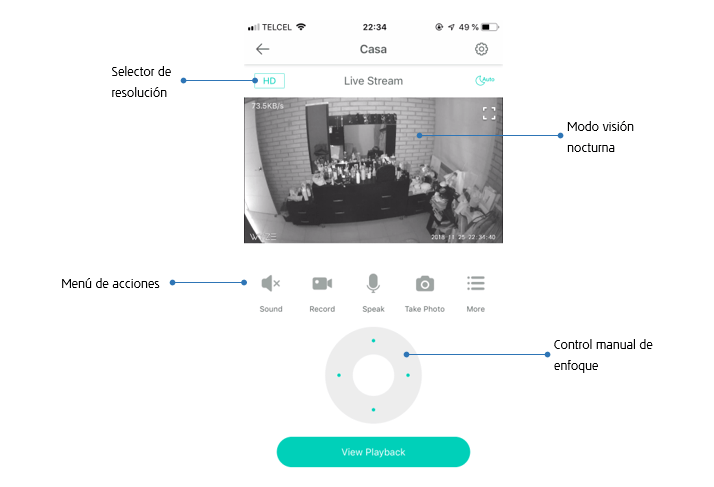 TELCEL 22:34 49 %
Casa
Selector de
resolución
HD
Live Stream
Auto
73.5KB/s
Modo visión
nocturna
WYZE
2018 11 25 22 34:40
Menú de acciones
Sound Record Speak Take Photo More
Control manual de
enfoque
View Playback